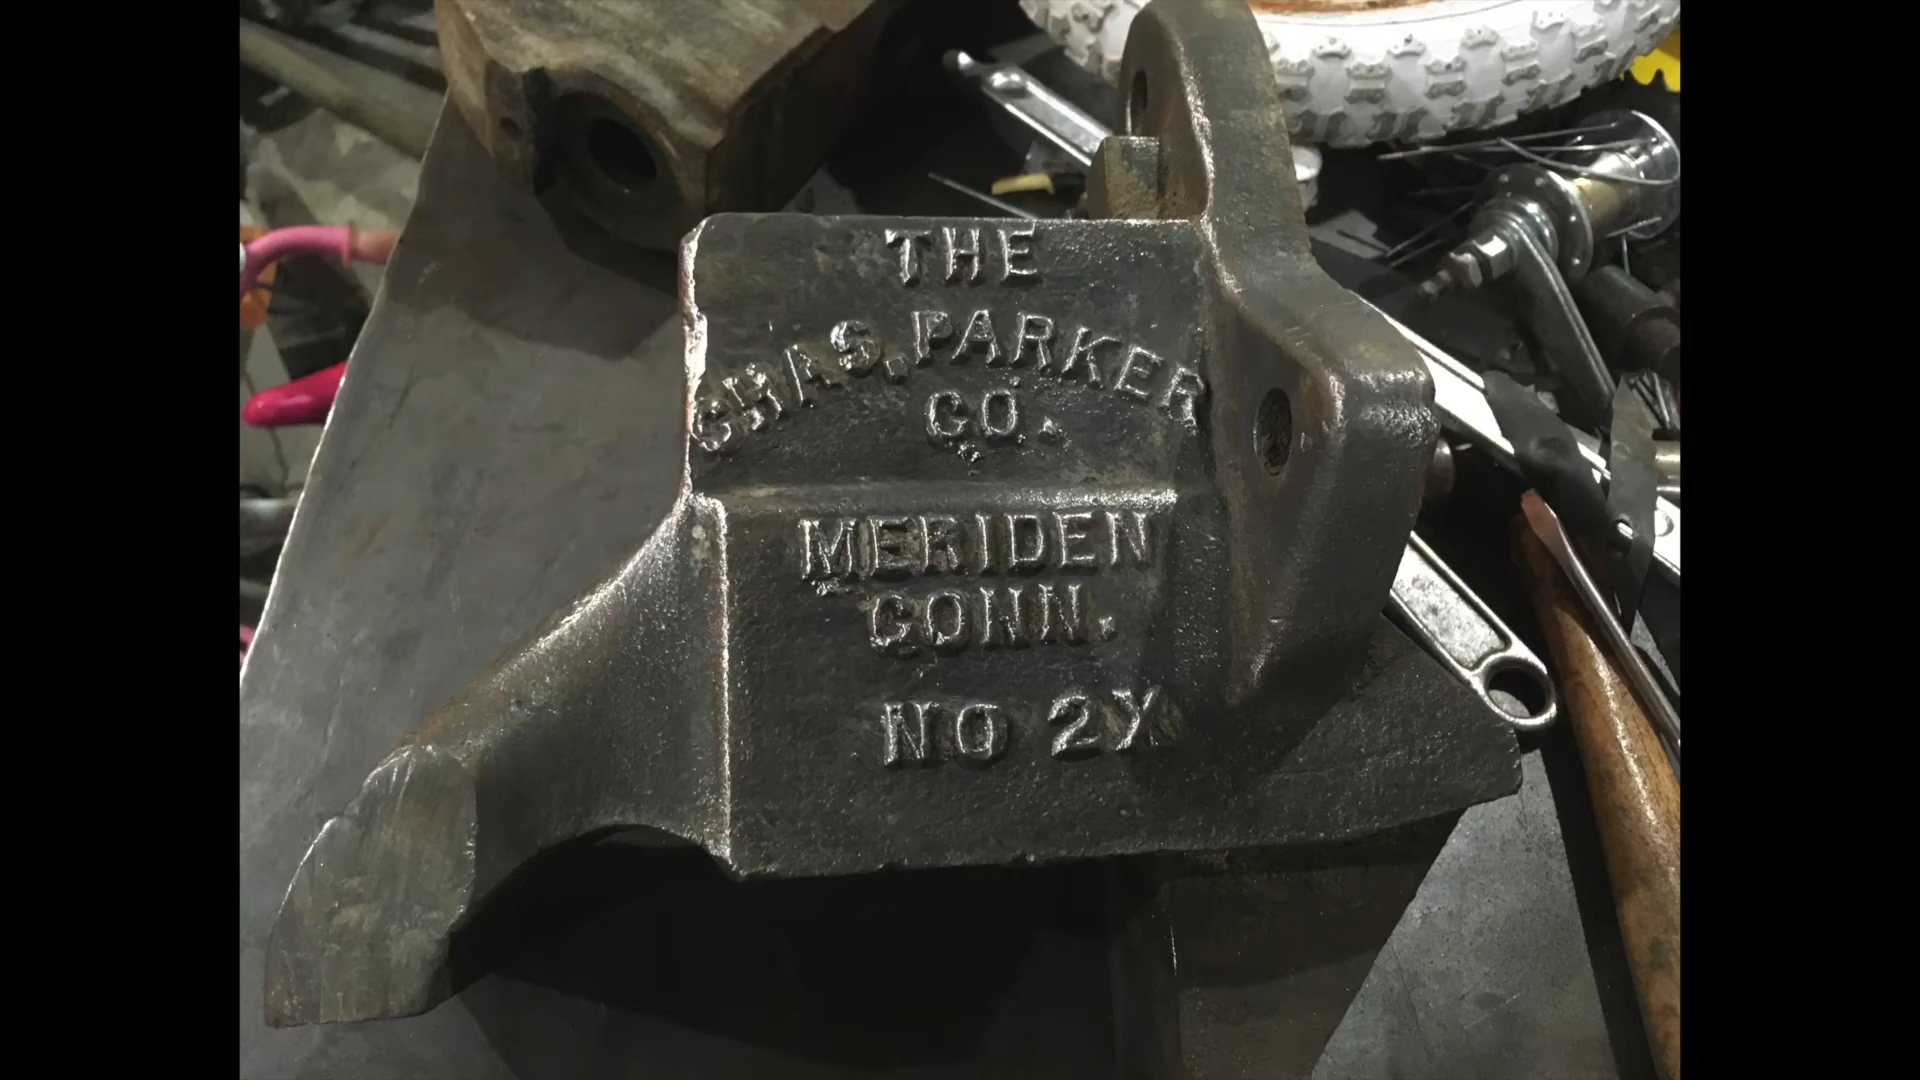 THE
CHAS. PARKER
CO.
MERIDEN
CONN.
NO 2X